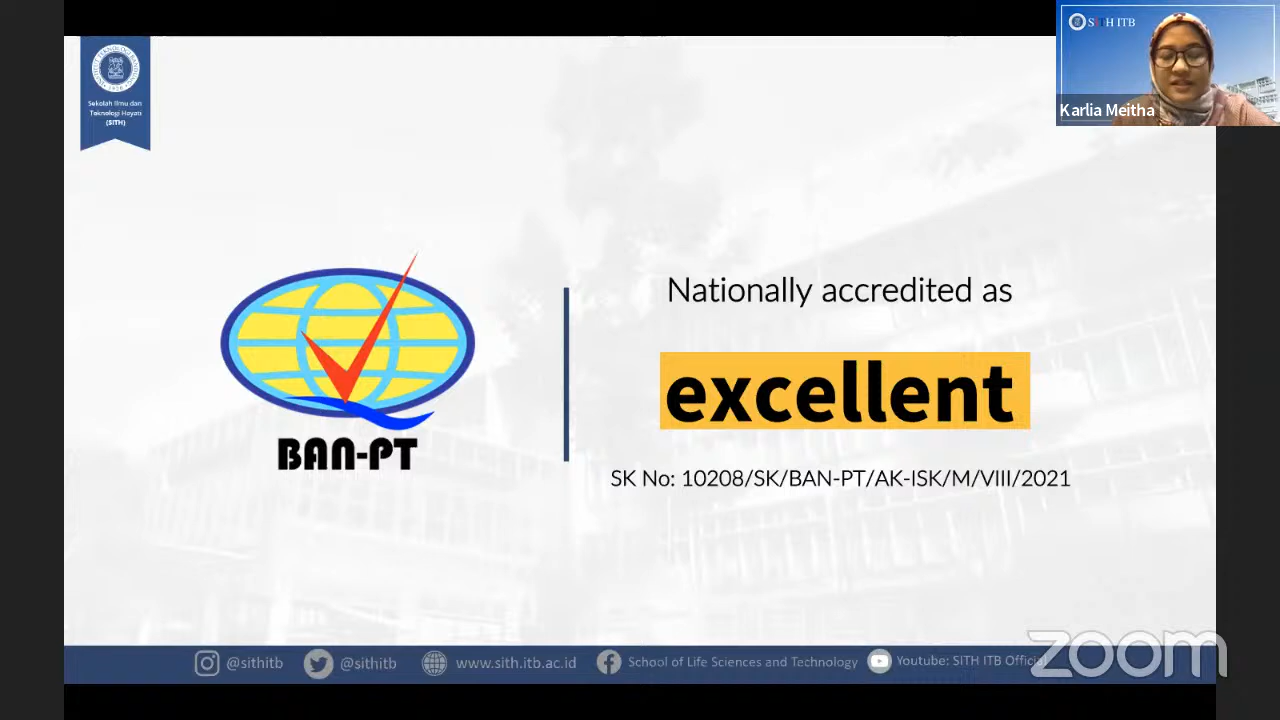 SITH ITB
Karlia Meitha
Sekolah Ilmu dan
Teknologi Hayati
(SITH)
Nationally accredited as
excellent
BAN-PT
SK No: 10208/SK/BAN-PT/AK-ISK/M/VIII/2021
@sithitb
@sithitb
www.sith.itb.ac.id
School of Life Sciences and Technology
Youtube: SITH ITB Official
zoom